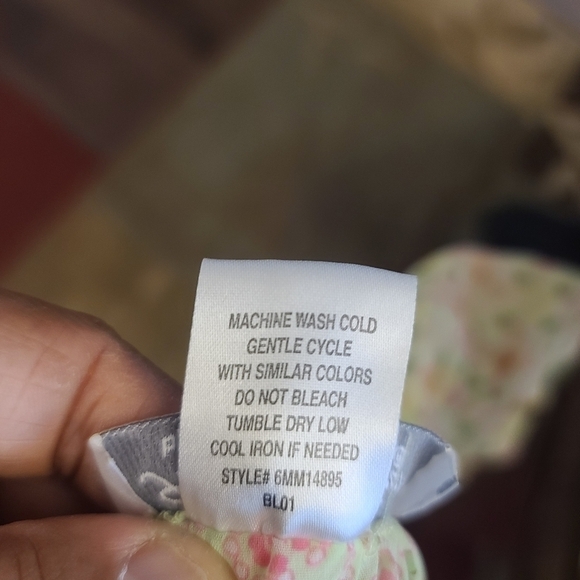 MACHINE WASH COLD
GENTLE CYCLE
WITH SIMILAR COLORS
DO NOT BLEACH
TUMBLE DRY LOW
COOL IRON IF NEEDED
STYLE# 6MM14895
BL01